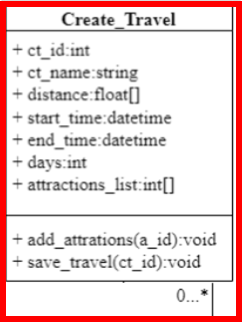 Create_Travel
+ ct_id:int
+ ct_name:string
+ distance:float[]
+ start_time:datetime
+ end_time:datetime
+ days:int
+ attractions_list:int[]
+ add_attrations(a_id):void
+ save_travel(ct_id):void
0...*